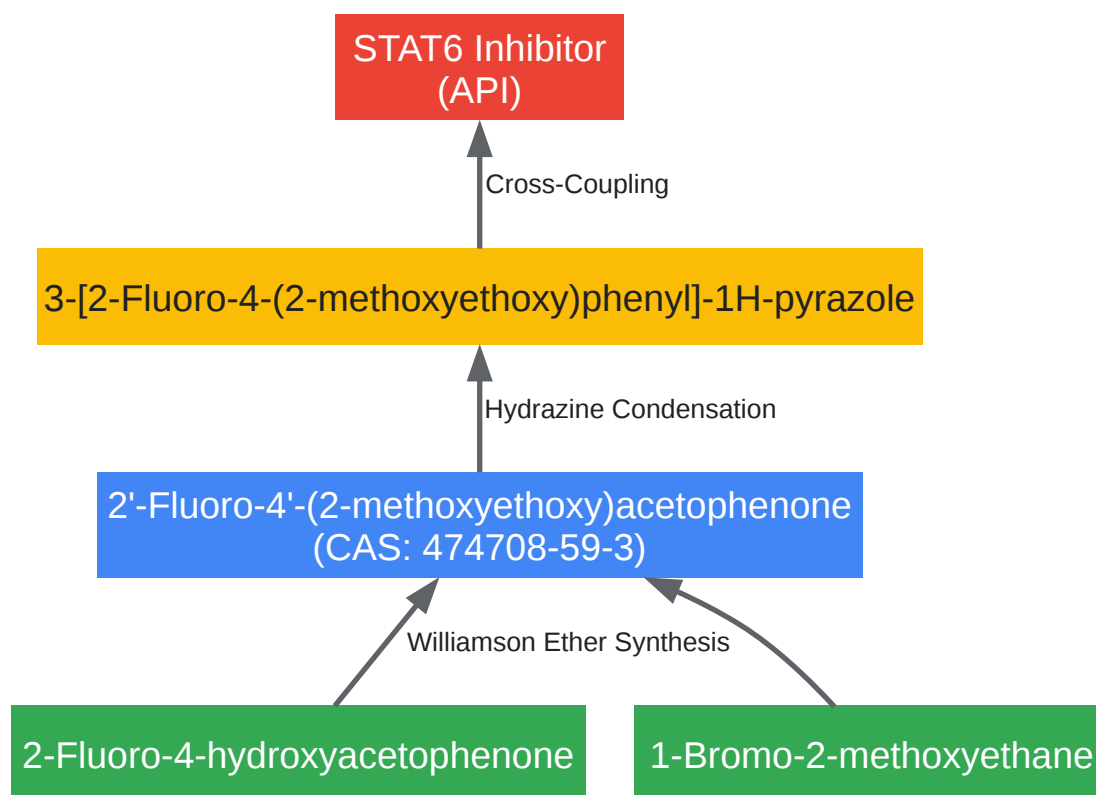 STAT6 Inhibitor
(API)
Cross-Coupling
3-[2-Fluoro-4-(2-methoxyethoxy)phenyl]-1H-pyrazole
Hydrazine Condensation
2'-Fluoro-4'-(2-methoxyethoxy)acetophenone
(CAS: 474708-59-3)
Williamson Ether Synthesis
2-Fluoro-4-hydroxyacetophenone
1-Bromo-2-methoxyethane